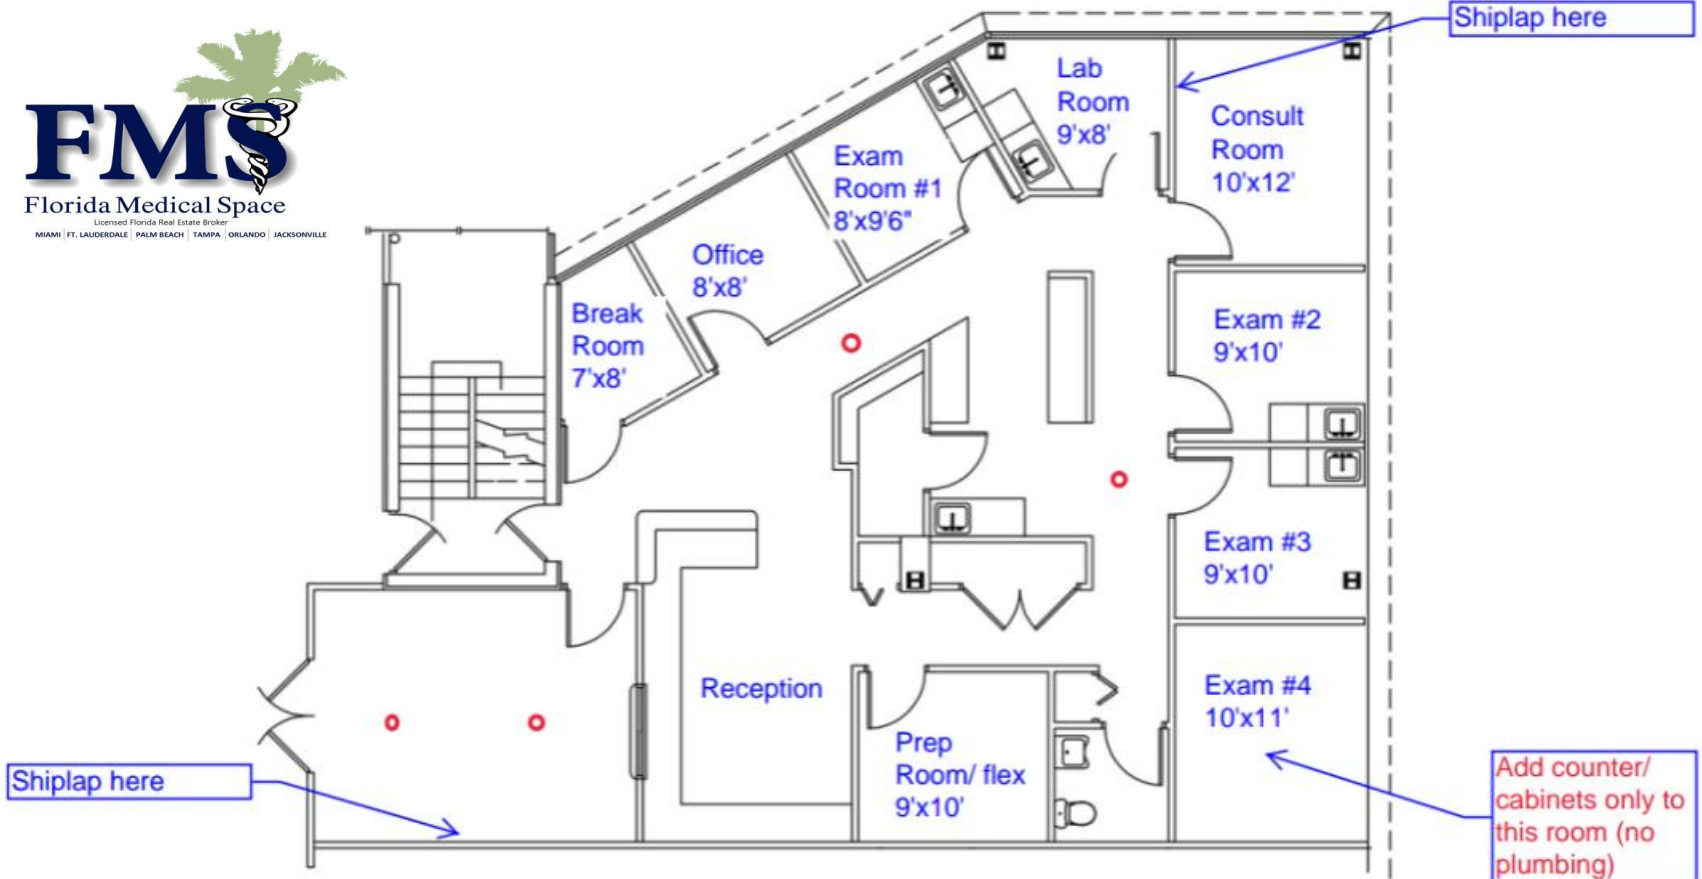 FMS
Florida Medical Space
Licensed Florida Real Estate Broker
MIAMI | FT. LAUDERDALE | PALM BEACH | TAMPA | ORLANDO | JACKSONVILLE
Shiplap here
Lab
Room
9'x8'
Consult
Room
10'x12'
Exam
Room #1
8'x9'6"
Office
8'x8'
Break
Room
7'x8'
Exam #2
9'x10'
Exam #3
9'x10'
Exam #4
10'x11'
Reception
Prep
Room/ flex
9'x10'
Shiplap here
Add counter/
cabinets only to
this room (no
plumbing)